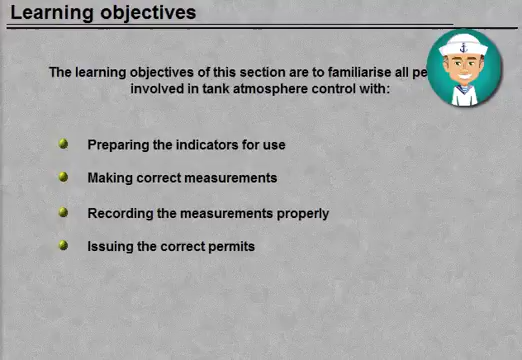 Learning objectives
The learning objectives of this section are to familiarise all
involved in tank atmosphere control with:
Preparing the indicators for use
Making correct measurements
Recording the measurements properly
Issuing the correct permits